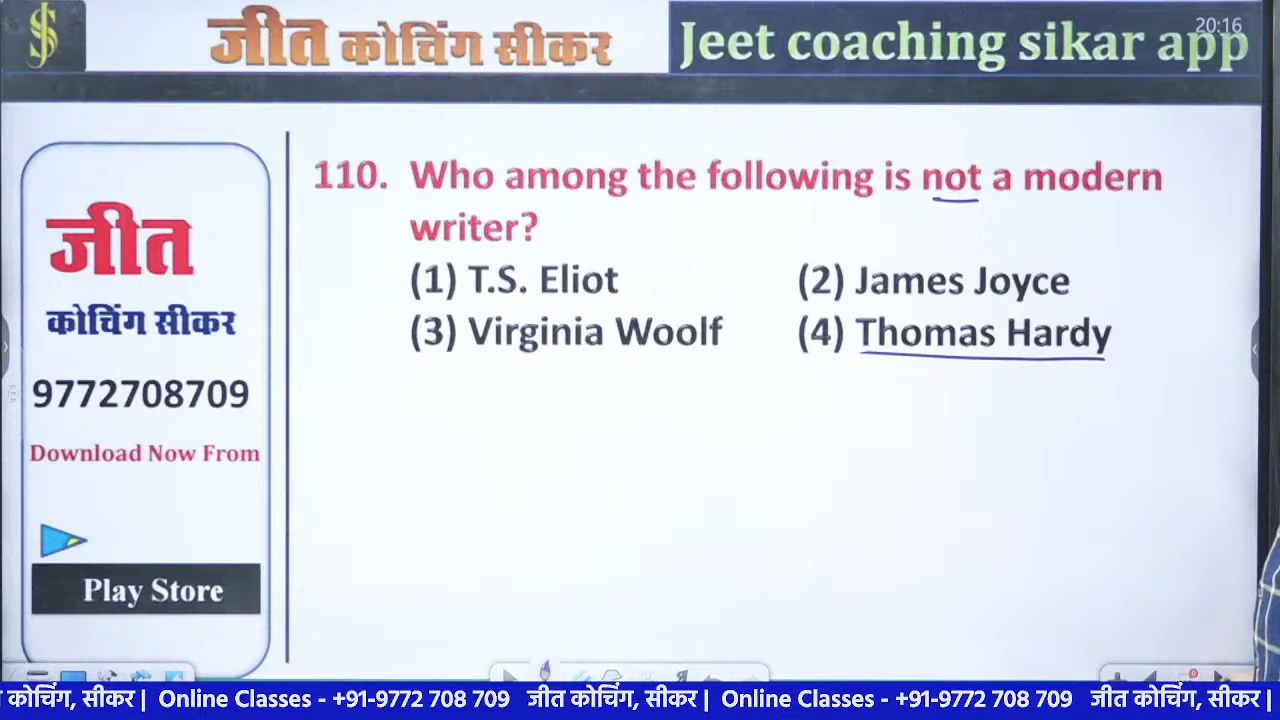 जीत कोचिंग सीकर
Jeet coaching sikar app
20:16
जीत
कोचिंग सीकर
9772708709
Download Now From
Play Store
110. Who among the following is not a modern
writer?
(1) T.S. Eliot (2) James Joyce
(3) Virginia Woolf (4) Thomas Hardy
कोचिंग, सीकर | Online Classes - +91-9772 708 709 जीत कोचिंग, सीकर | Online Classes - +91-9772 708 709 जीत कोचिंग, सीकर |